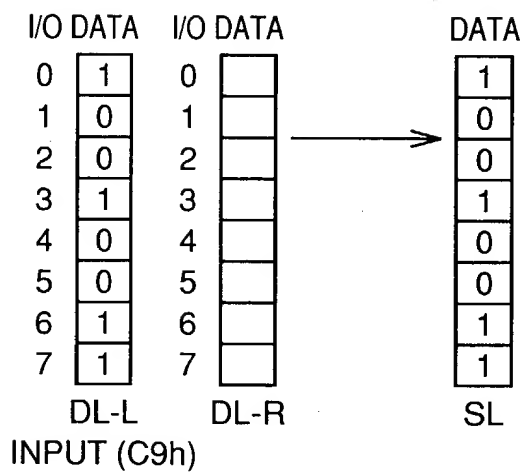 I/O DATA I/O DATA DATA
0 1 0 1
1 0 1 0
2 0 2 0
3 1 3 1
4 0 4 0
5 0 5 0
6 1 6 1
7 1 7 1
DL-L DL-R SL
INPUT (C9h)